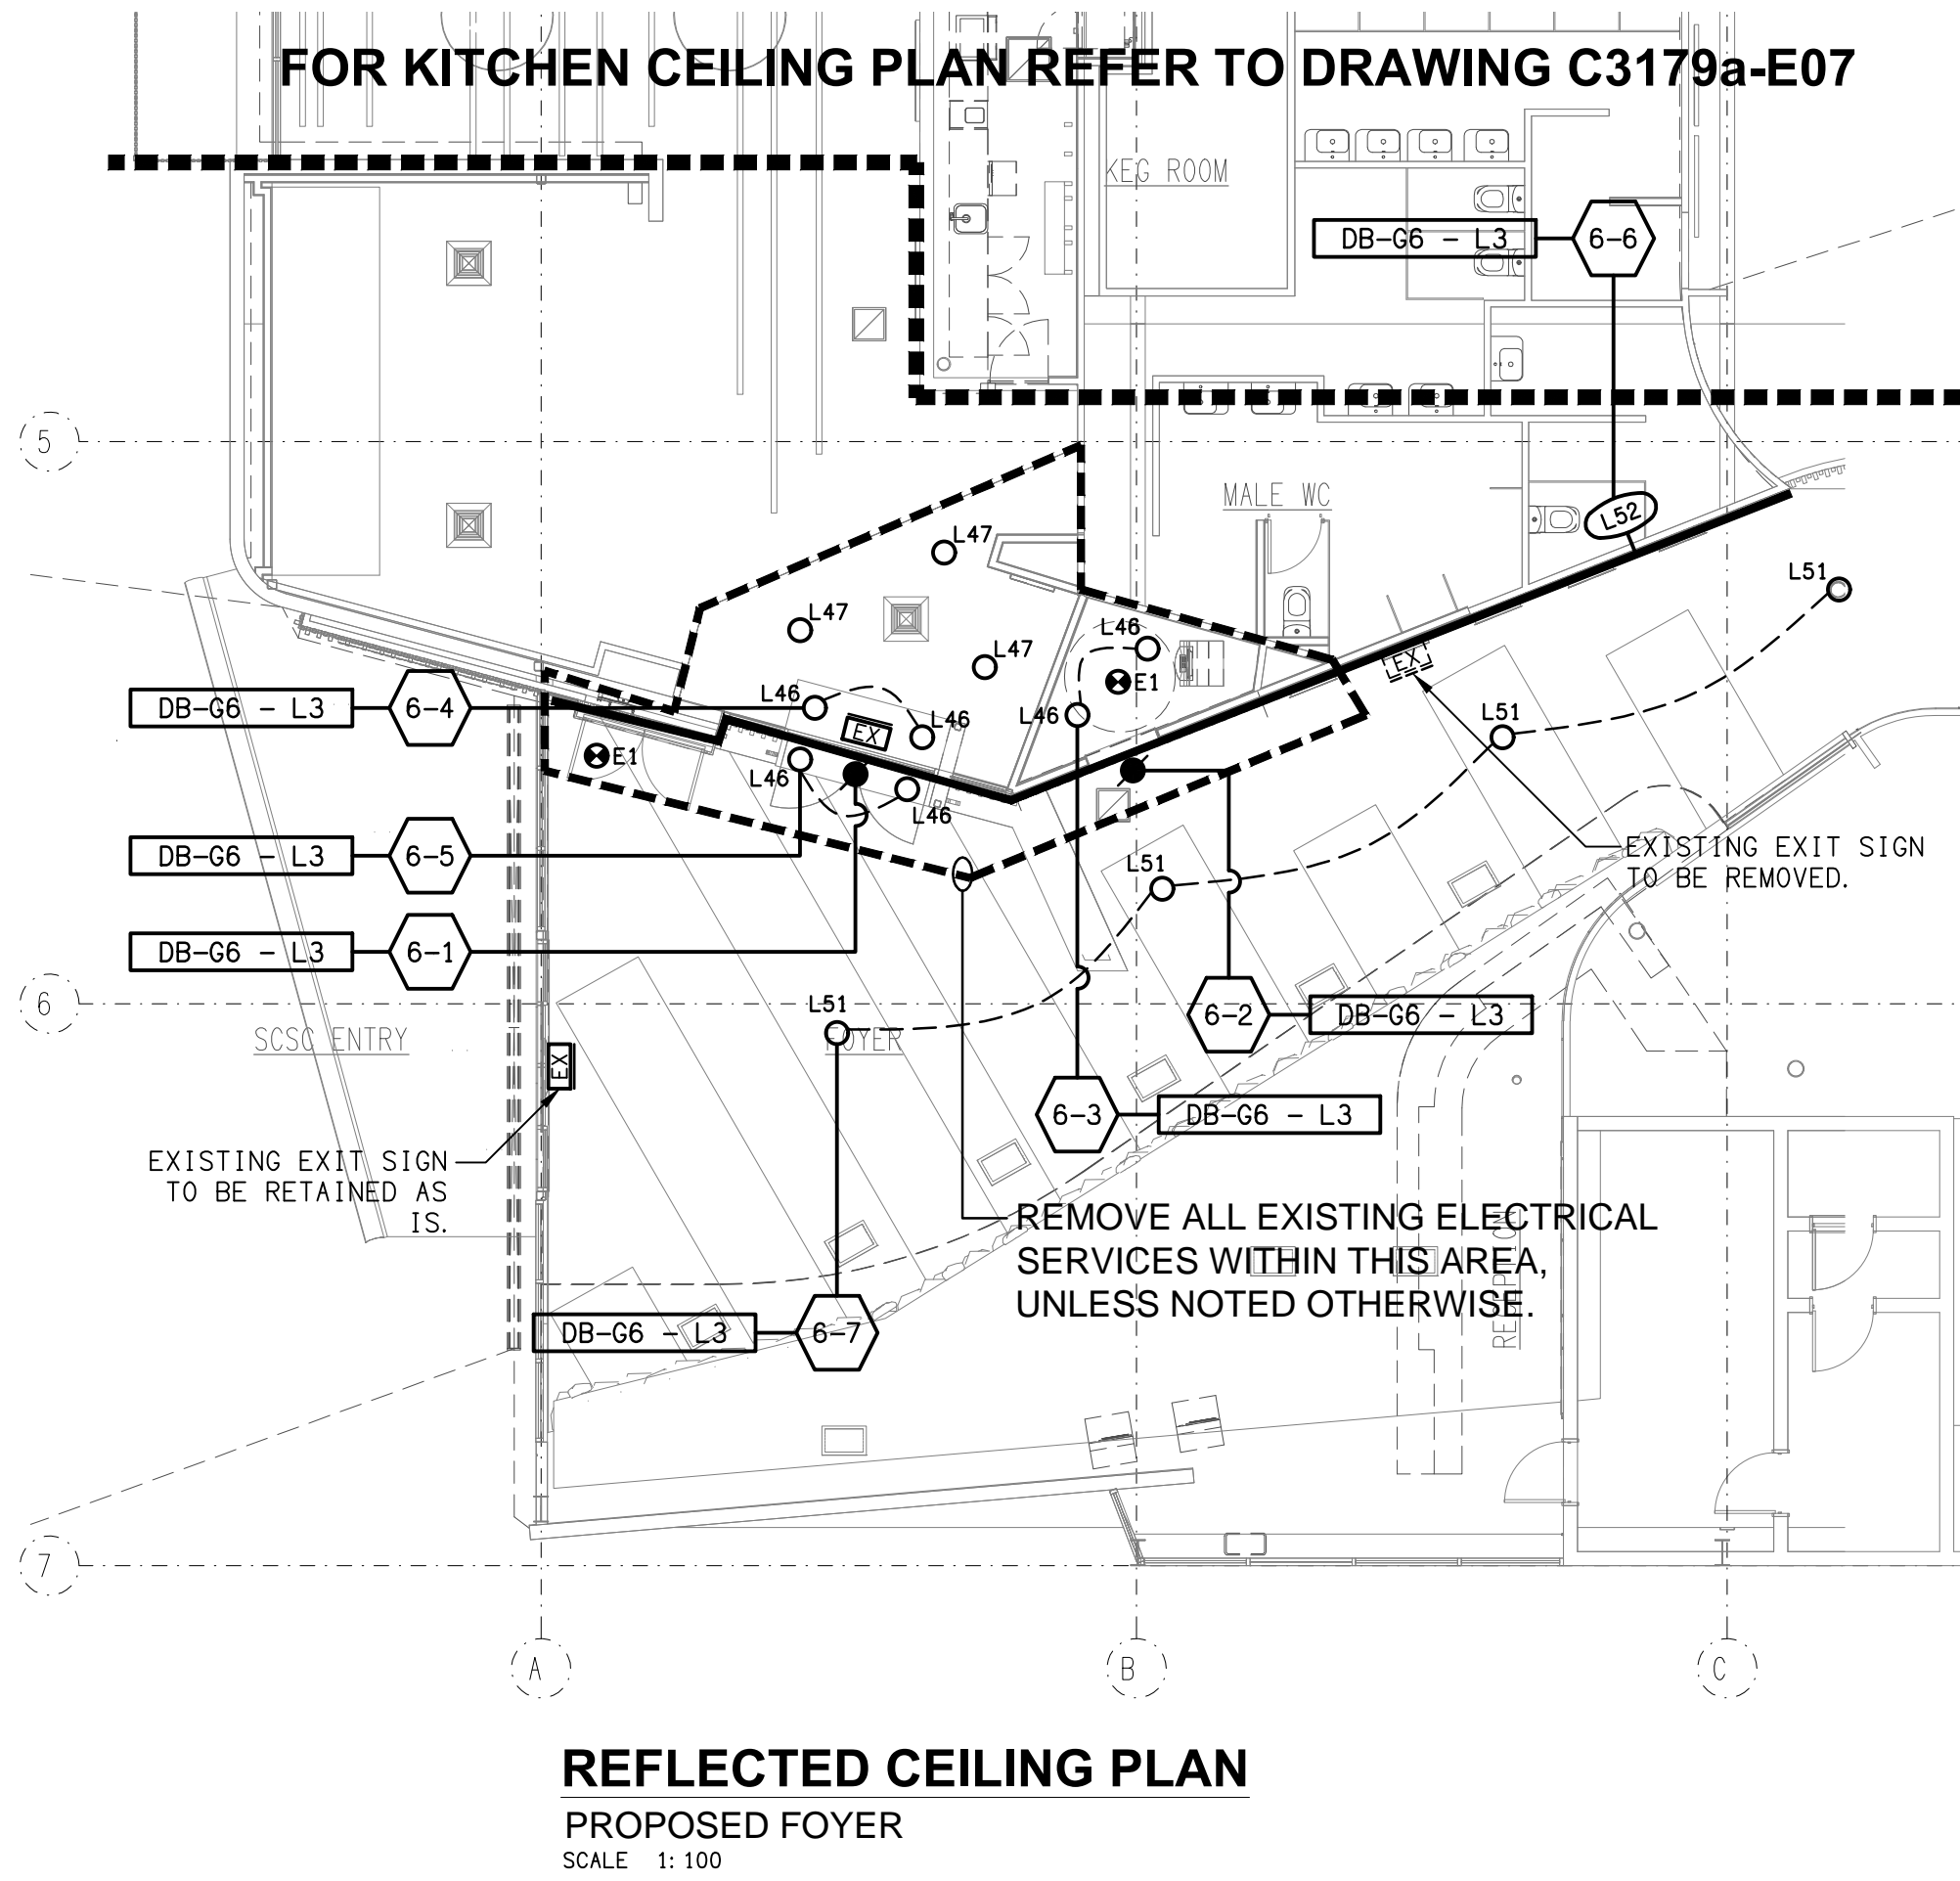 FOR KITCHEN CEILING PLAN REFER TO DRAWING C3179a-E07
KEG ROOM
DB-G6 - L3
6-6
5
MALE WC
L52
L47
L51
L47
L46
L47
EX
E1
L46
DB-G6 - L3
6-4
L46
L46
L51
EX
E1
L46
L46
DB-G6 - L3
6-5
L51
EXISTING EXIT SIGN
TO BE REMOVED.
DB-G6 - L3
6-1
6
L51
6-2
DB-G6 - L3
SCSC ENTRY
FOYER
EX
6-3
DB-G6 - L3
EXISTING EXIT SIGN
TO BE RETAINED AS
IS.
REMOVE ALL EXISTING ELECTRICAL
SERVICES WITHIN THIS AREA,
UNLESS NOTED OTHERWISE.
RECEPTION
DB-G6 - L3
6-7
7
A
B
C
REFLECTED CEILING PLAN
PROPOSED FOYER
SCALE 1:100